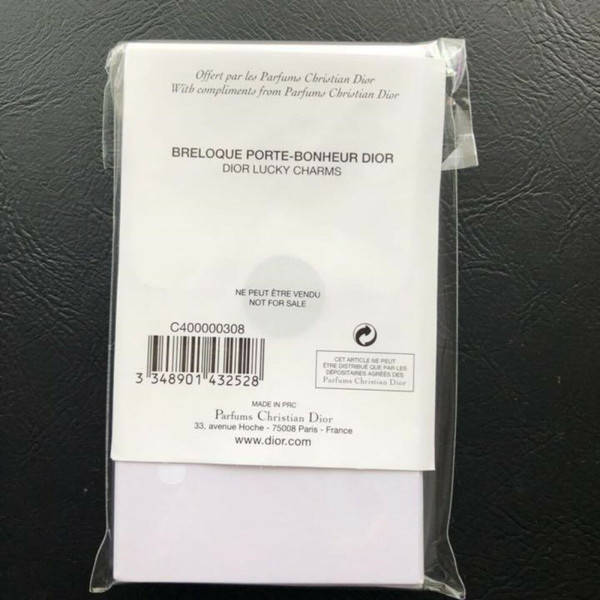 Offert par les Parfums Christian Dior
With compliments from Parfums Christian Dior
BRELOQUE PORTE-BONHEUR DIOR
DIOR LUCKY CHARMS
NE PEUT ÊTRE VENDU
NOT FOR SALE
C400000308
3 348901 432528
CET ARTICLE NE PEUT
ÊTRE DISTRIBUÉ QUE PAR LES
DÉPOSITAIRES AGRÉÉS DES
Parfums Christian Dior
MADE IN PRC
Parfums Christian Dior
33, avenue Hoche - 75008 Paris - France
www.dior.com